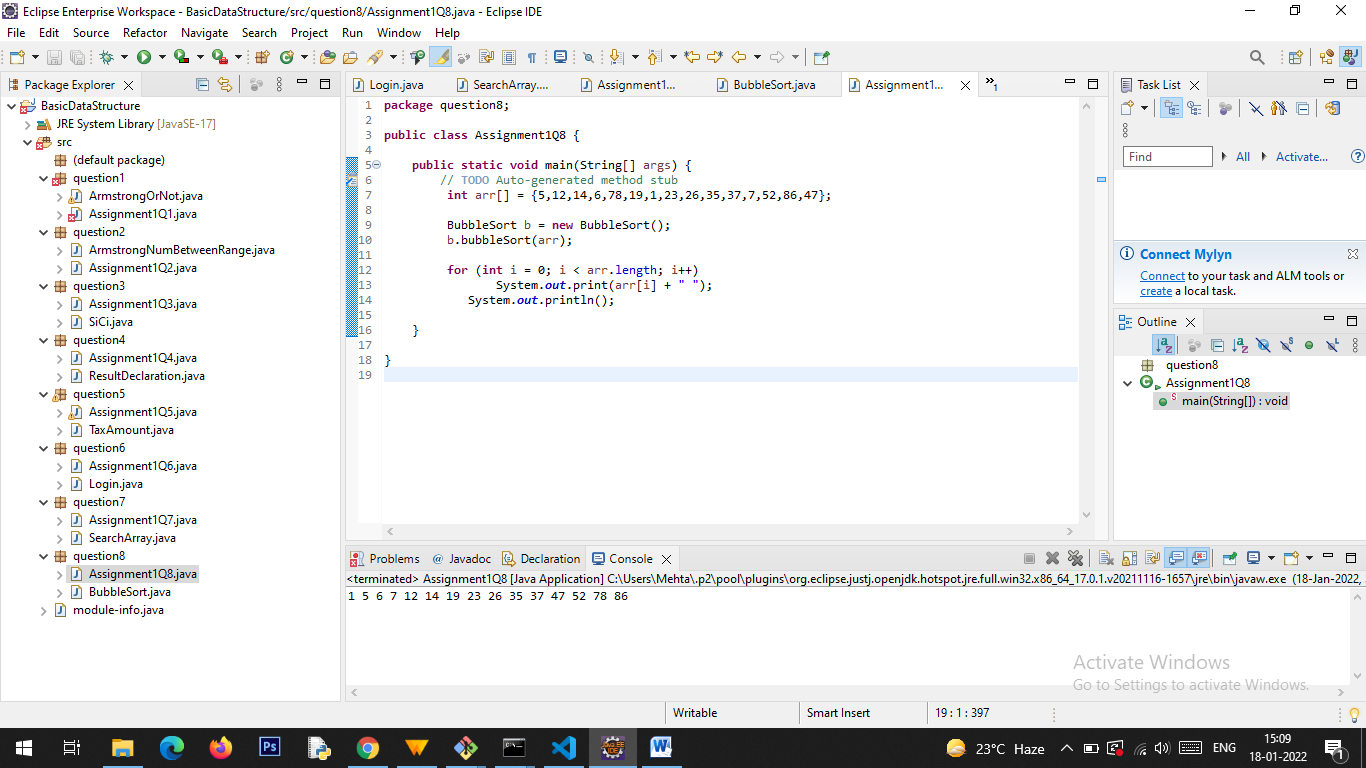 Eclipse Enterprise Workspace - BasicDataStructure/src/question8/Assignment1Q8.java - Eclipse IDE
File Edit Source Refactor Navigate Search Project Run Window Help
Package Explorer
BasicDataStructure
JRE System Library [JavaSE-17]
src
(default package)
question1
ArmstrongOrNot.java
Assignment1Q1.java
question2
ArmstrongNumBetweenRange.java
Assignment1Q2.java
question3
Assignment1Q3.java
SiCi.java
question4
Assignment1Q4.java
ResultDeclaration.java
question5
Assignment1Q5.java
TaxAmount.java
question6
Assignment1Q6.java
Login.java
question7
Assignment1Q7.java
SearchArray.java
question8
Assignment1Q8.java
BubbleSort.java
module-info.java
Login.java SearchArray.... Assignment1... BubbleSort.java Assignment1... »1
1 package question8;
2
3 public class Assignment1Q8 {
4
5 public static void main(String[] args) {
6 // TODO Auto-generated method stub
7 int arr[] = {5,12,14,6,78,19,1,23,26,35,37,7,52,86,47};
8
9 BubbleSort b = new BubbleSort();
10 b.bubbleSort(arr);
11
12 for (int i = 0; i < arr.length; i++)
13 System.out.print(arr[i] + " ");
14 System.out.println();
15
16 }
17
18 }
19
Task List
Find All Activate...
Connect Mylyn
Connect to your task and ALM tools or
create a local task.
Outline
question8
Assignment1Q8
main(String[]) : void
Problems @ Javadoc Declaration Console
<terminated> Assignment1Q8 [Java Application] C:\Users\Mehta\.p2\pool\plugins\org.eclipse.justj.openjdk.hotspot.jre.full.win32.x86_64_17.0.1.v20211116-1657\jre\bin\javaw.exe (18-Jan-2022,
1 5 6 7 12 14 19 23 26 35 37 47 52 78 86
Activate Windows
Go to Settings to activate Windows.
Writable Smart Insert 19 : 1 : 397
23°C Haze ENG 15:09
18-01-2022